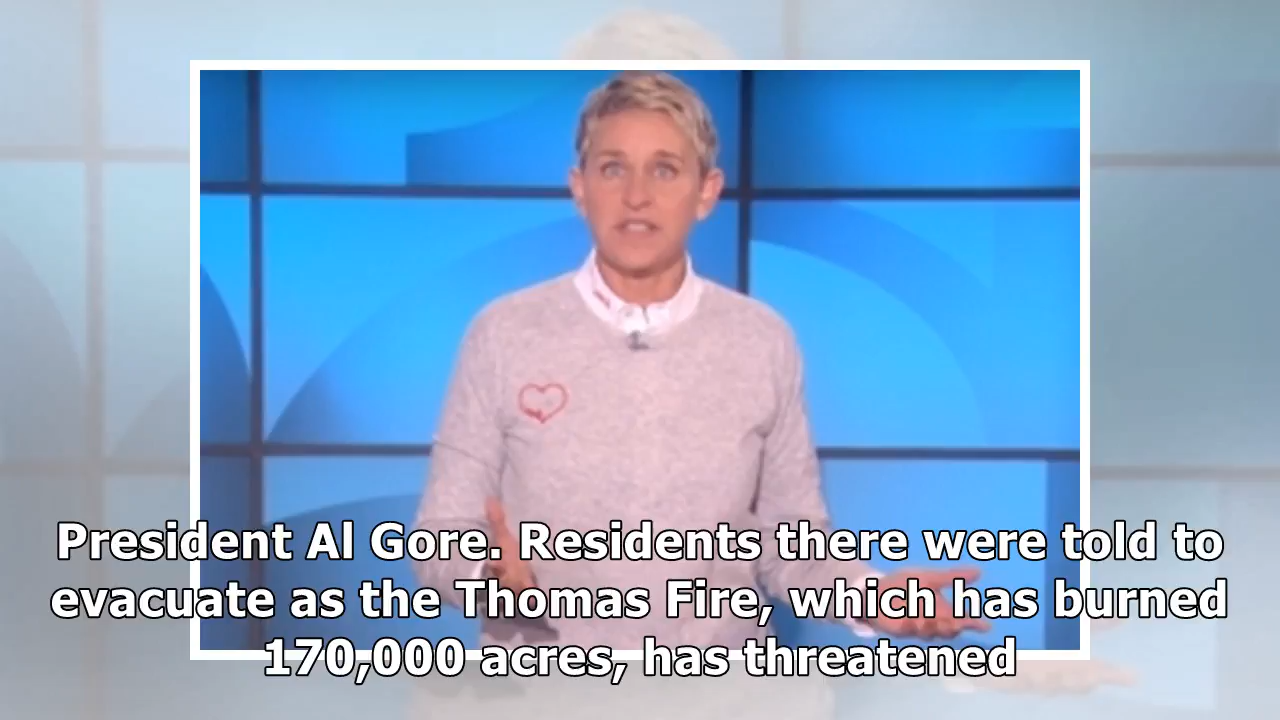 President Al Gore. Residents there were told to
evacuate as the Thomas Fire, which has burned
170,000 acres, has threatened